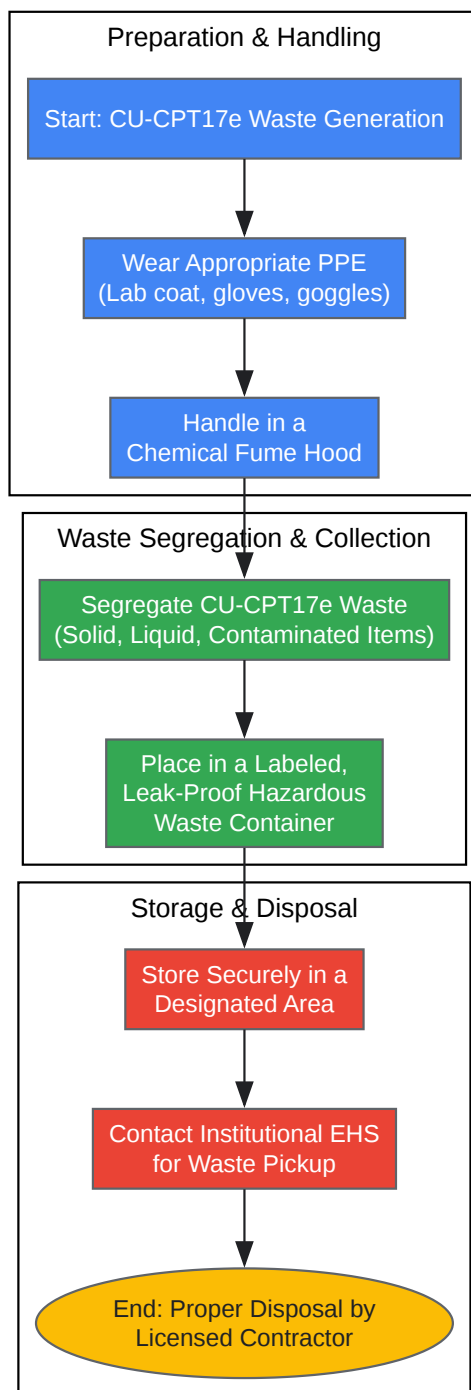 Preparation & Handling
Start: CU-CPT17e Waste Generation
Wear Appropriate PPE
(Lab coat, gloves, goggles)
Handle in a
Chemical Fume Hood
Waste Segregation & Collection
Segregate CU-CPT17e Waste
(Solid, Liquid, Contaminated Items)
Place in a Labeled,
Leak-Proof Hazardous
Waste Container
Storage & Disposal
Store Securely in a
Designated Area
Contact Institutional EHS
for Waste Pickup
End: Proper Disposal by
Licensed Contractor